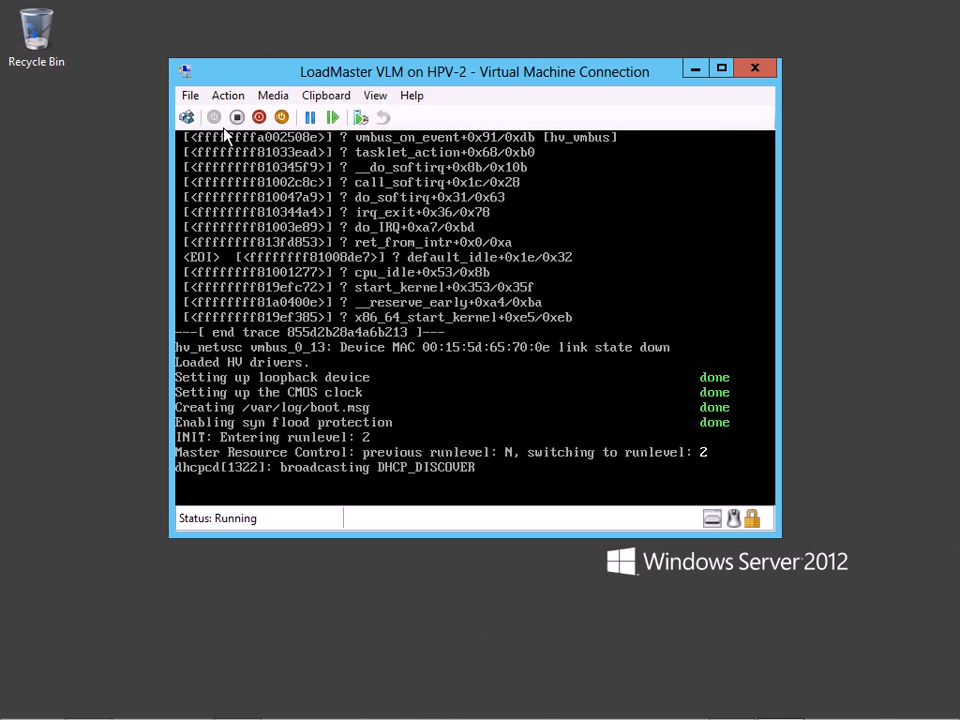 Recycle Bin
LoadMaster VLM on HPV-2 - Virtual Machine Connection
File Action Media Clipboard View Help
[<ffffffffa002508e>] ? vmbus_on_event+0x91/0xdb [hv_vmbus]
[<ffffffff81033ead>] ? tasklet_action+0x68/0xb0
[<ffffffff810345f9>] ? __do_softirq+0x8b/0x10b
[<ffffffff81002c8c>] ? call_softirq+0x1c/0x28
[<ffffffff810047a9>] ? do_softirq+0x31/0x63
[<ffffffff810344a4>] ? irq_exit+0x36/0x78
[<ffffffff81003e89>] ? do_IRQ+0xa7/0xbd
[<ffffffff813fd853>] ? ret_from_intr+0x0/0xa
<EOI> [<ffffffff81008de7>] ? default_idle+0x1e/0x32
[<ffffffff81001277>] ? cpu_idle+0x53/0x8b
[<ffffffff819efc72>] ? start_kernel+0x353/0x35f
[<ffffffff81a0400e>] ? __reserve_early+0xa4/0xba
[<ffffffff819ef385>] ? x86_64_start_kernel+0xe5/0xeb
---[ end trace 855d2b28a4a6b213 ]---
hv_netvsc vmbus_0_13: Device MAC 00:15:5d:65:70:0e link state down
Loaded HV drivers.
Setting up loopback device done
Setting up the CMOS clock done
Creating /var/log/boot.msg done
Enabling syn flood protection done
INIT: Entering runlevel: 2
Master Resource Control: previous runlevel: N, switching to runlevel: 2
dhcpcd[1322]: broadcasting DHCP_DISCOVER
Status: Running
Windows Server 2012